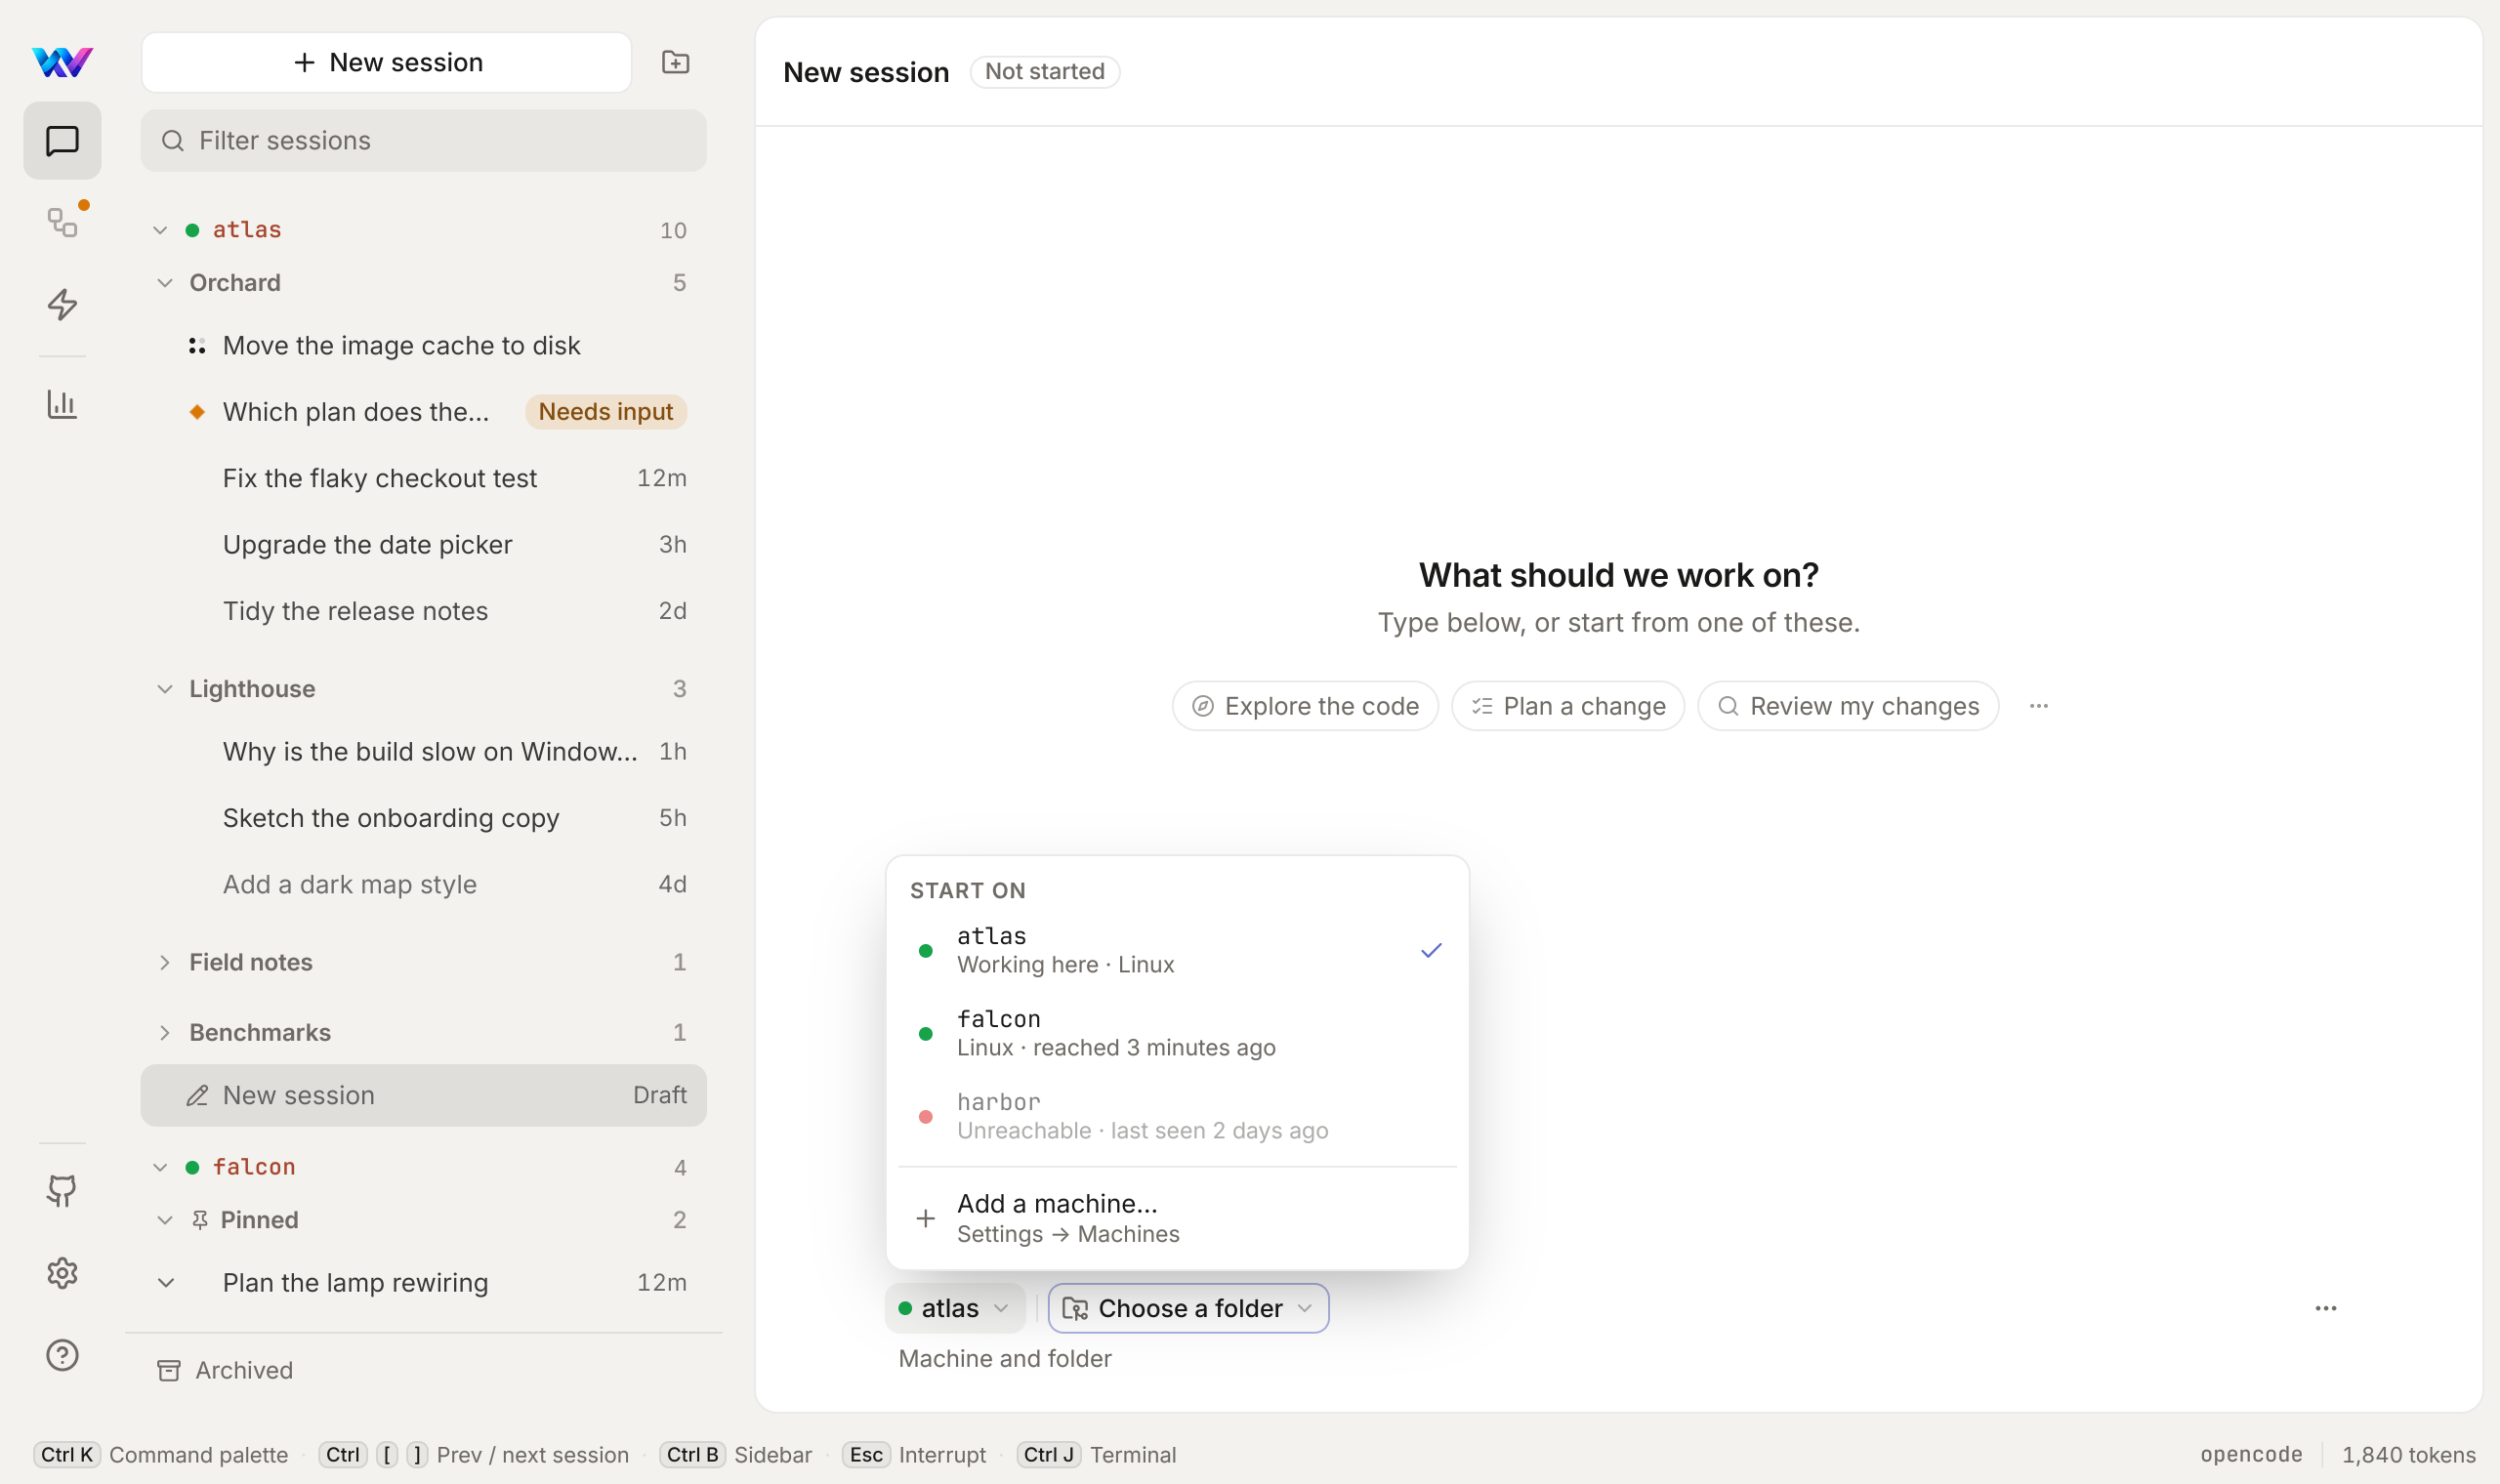 New session
Filter sessions
atlas 10
Orchard 5
Move the image cache to disk
Which plan does the... Needs input
Fix the flaky checkout test 12m
Upgrade the date picker 3h
Tidy the release notes 2d
Lighthouse 3
Why is the build slow on Window... 1h
Sketch the onboarding copy 5h
Add a dark map style 4d
Field notes 1
Benchmarks 1
New session Draft
falcon 4
Pinned 2
Plan the lamp rewiring 12m
Archived
New session Not started
What should we work on?
Type below, or start from one of these.
Explore the code Plan a change Review my changes
START ON
atlas
Working here · Linux
falcon
Linux · reached 3 minutes ago
harbor
Unreachable · last seen 2 days ago
Add a machine...
Settings → Machines
atlas Choose a folder
Machine and folder
Ctrl K Command palette · Ctrl [ ] Prev / next session · Ctrl B Sidebar · Esc Interrupt · Ctrl J Terminal
opencode 1,840 tokens